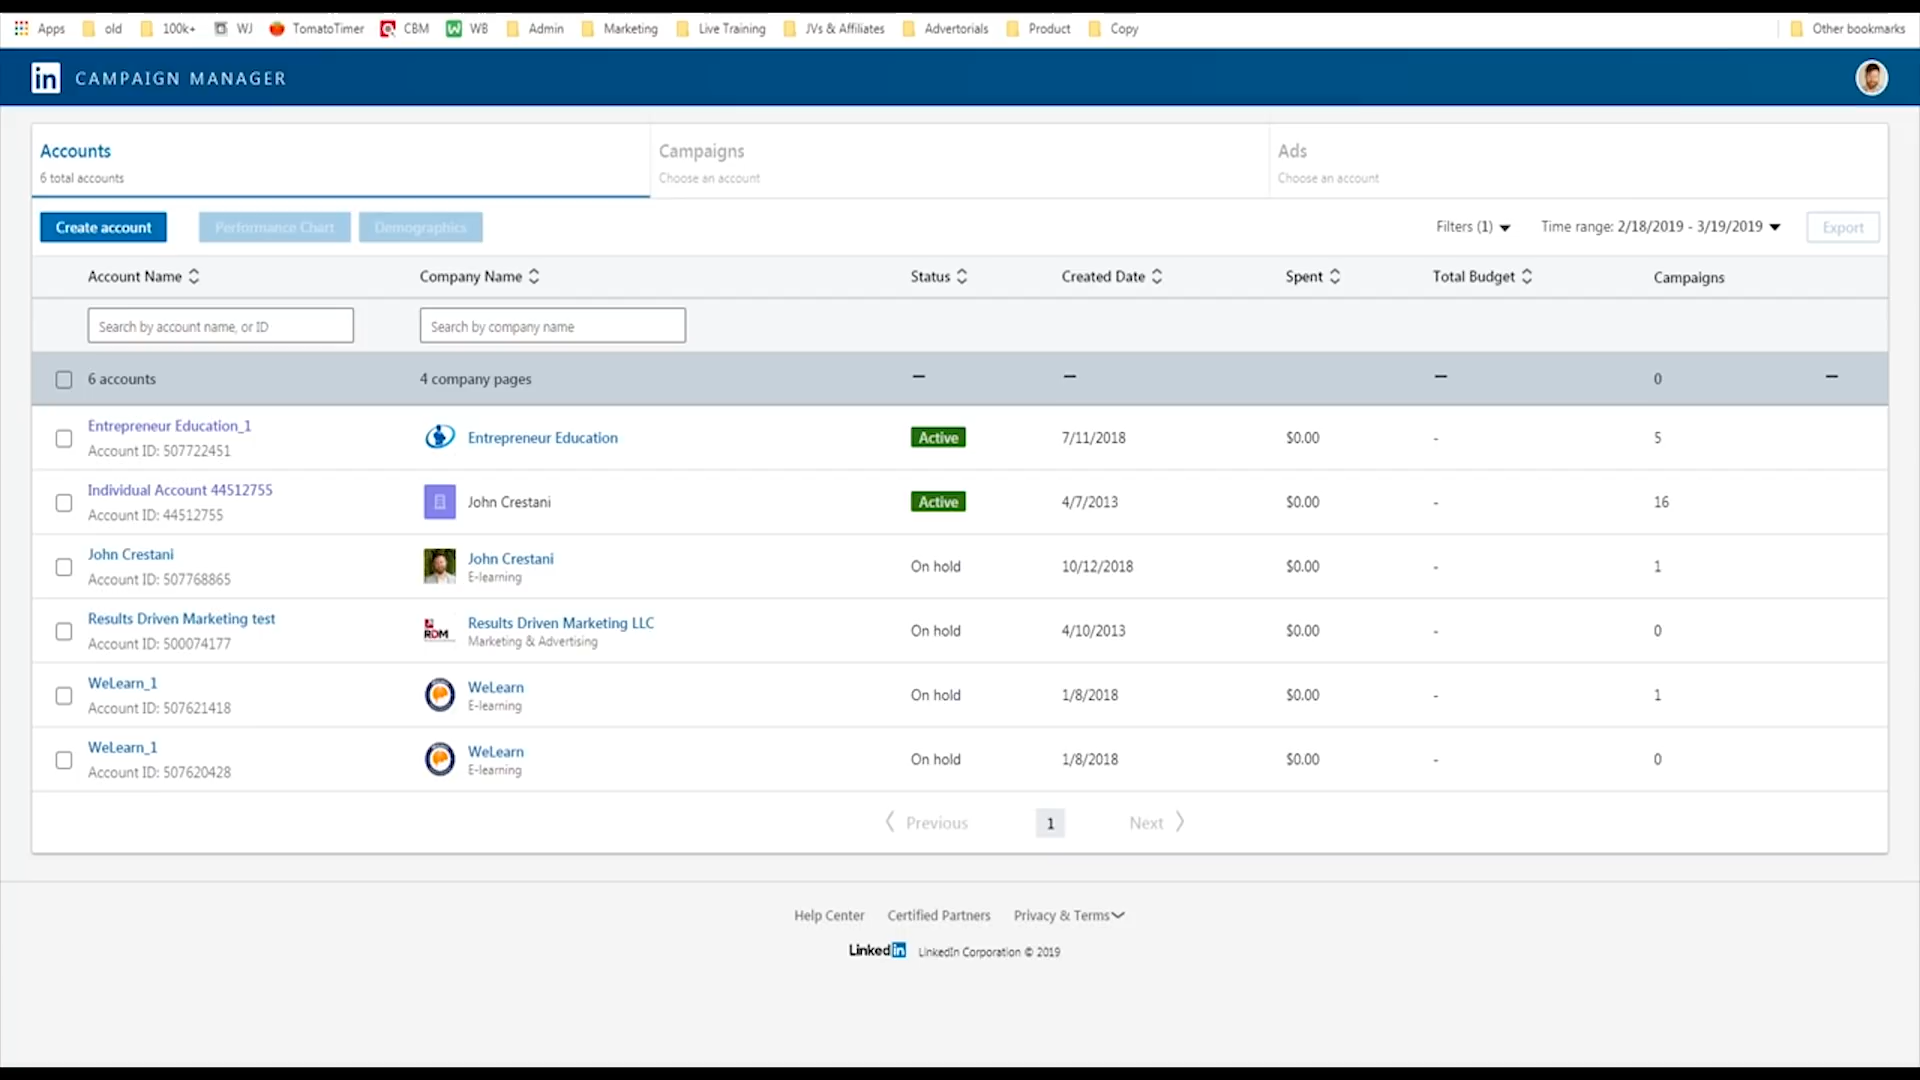 Apps old 100k+ WJ TomatoTimer CBM WB Admin Marketing Live Training JVs & Affiliates Advertorials Product Copy Other bookmarks
in CAMPAIGN MANAGER
Accounts Campaigns Ads
6 total accounts Choose an account Choose an account
Create account Performance Chart Demographics Filters (1) Time range: 2/18/2019 - 3/19/2019 Export
Account Name Company Name Status Created Date Spent Total Budget Campaigns
Search by account name, or ID Search by company name
6 accounts 4 company pages — — — 0 —
Entrepreneur Education_1
Account ID: 507722451
Entrepreneur Education Active 7/11/2018 $0.00 - 5
Individual Account 44512755
Account ID: 44512755
John Crestani Active 4/7/2013 $0.00 - 16
John Crestani
Account ID: 507768865
John Crestani
E-learning
On hold 10/12/2018 $0.00 - 1
Results Driven Marketing test
Account ID: 500074177
RDM
Results Driven Marketing LLC
Marketing & Advertising
On hold 4/10/2013 $0.00 - 0
WeLearn_1
Account ID: 507621418
WeLearn
E-learning
On hold 1/8/2018 $0.00 - 1
WeLearn_1
Account ID: 507620428
WeLearn
E-learning
On hold 1/8/2018 $0.00 - 0
Previous 1 Next
Help Center Certified Partners Privacy & Terms
Linkedin LinkedIn Corporation © 2019